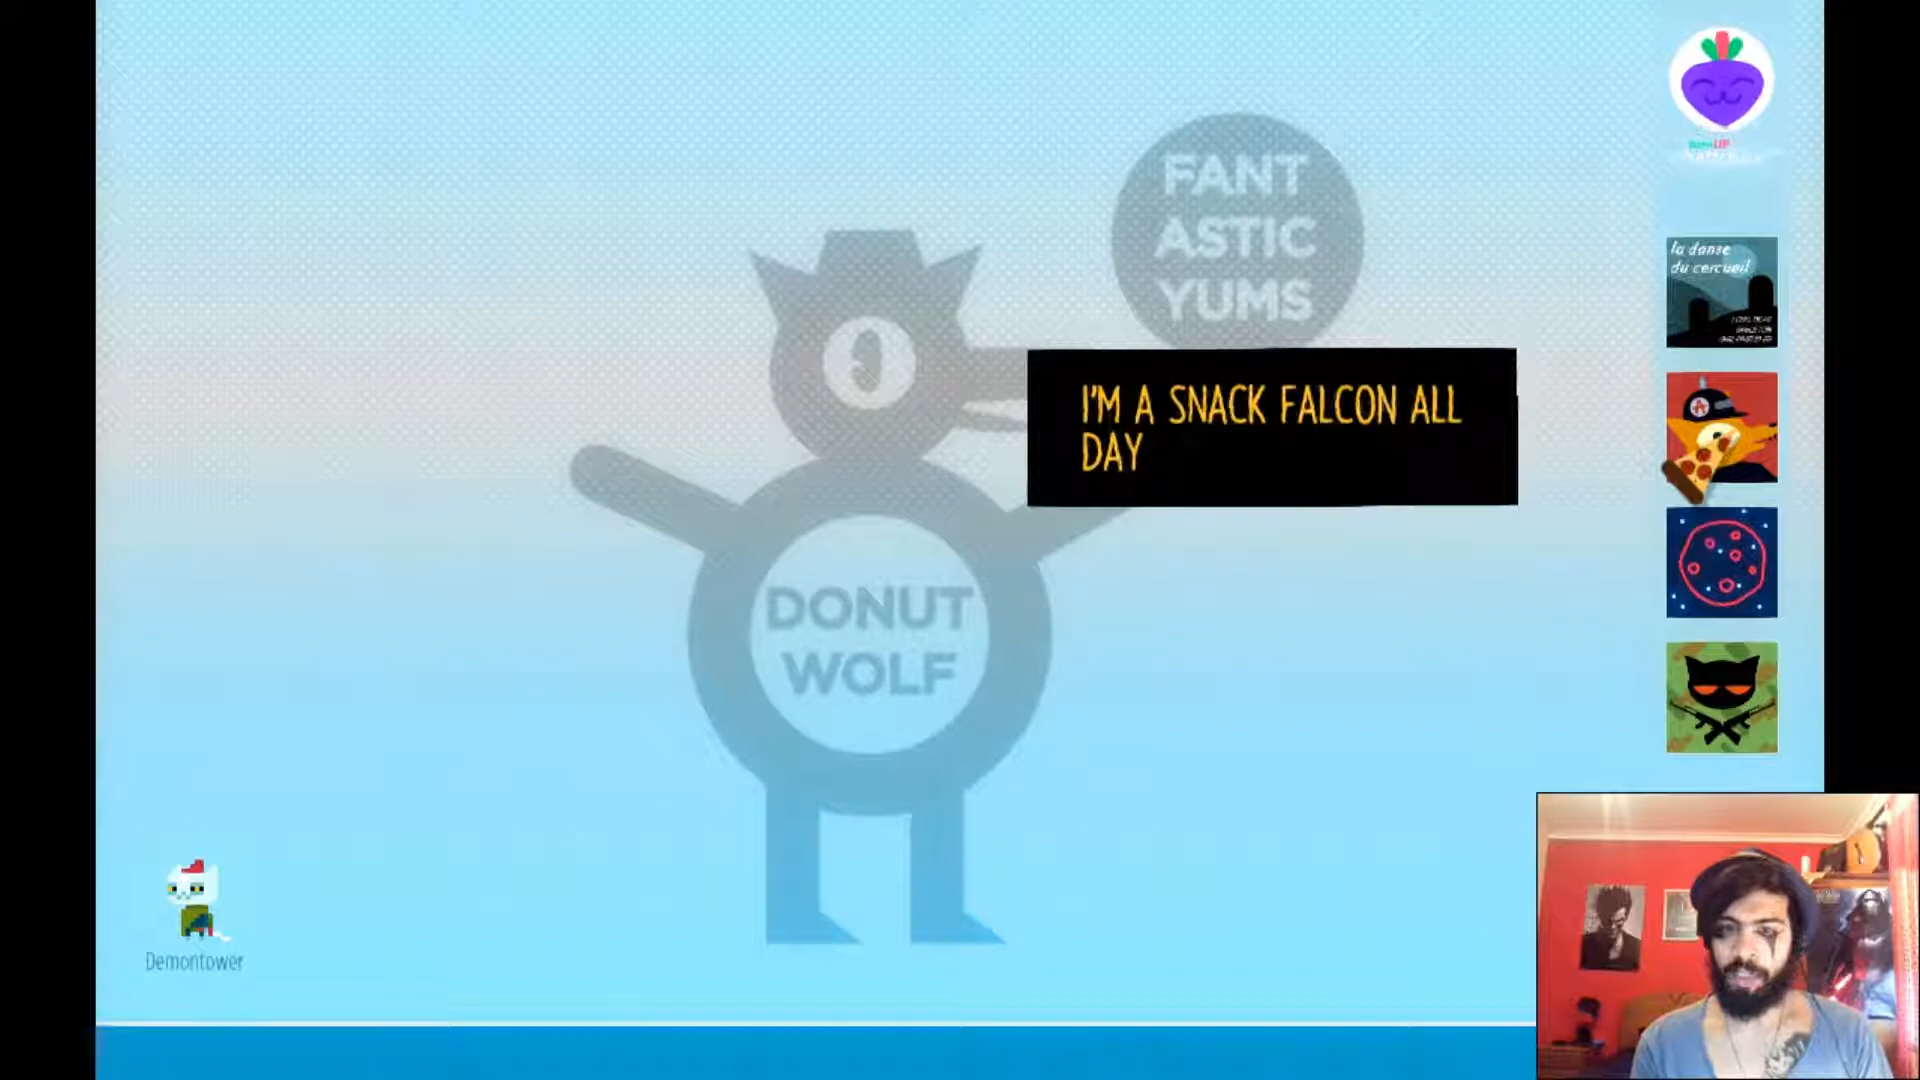 FANT
ASTIC
YUMS
la danse
du cercueil
I'M A SNACK FALCON ALL
DAY
A
DONUT
WOLF
Demontower